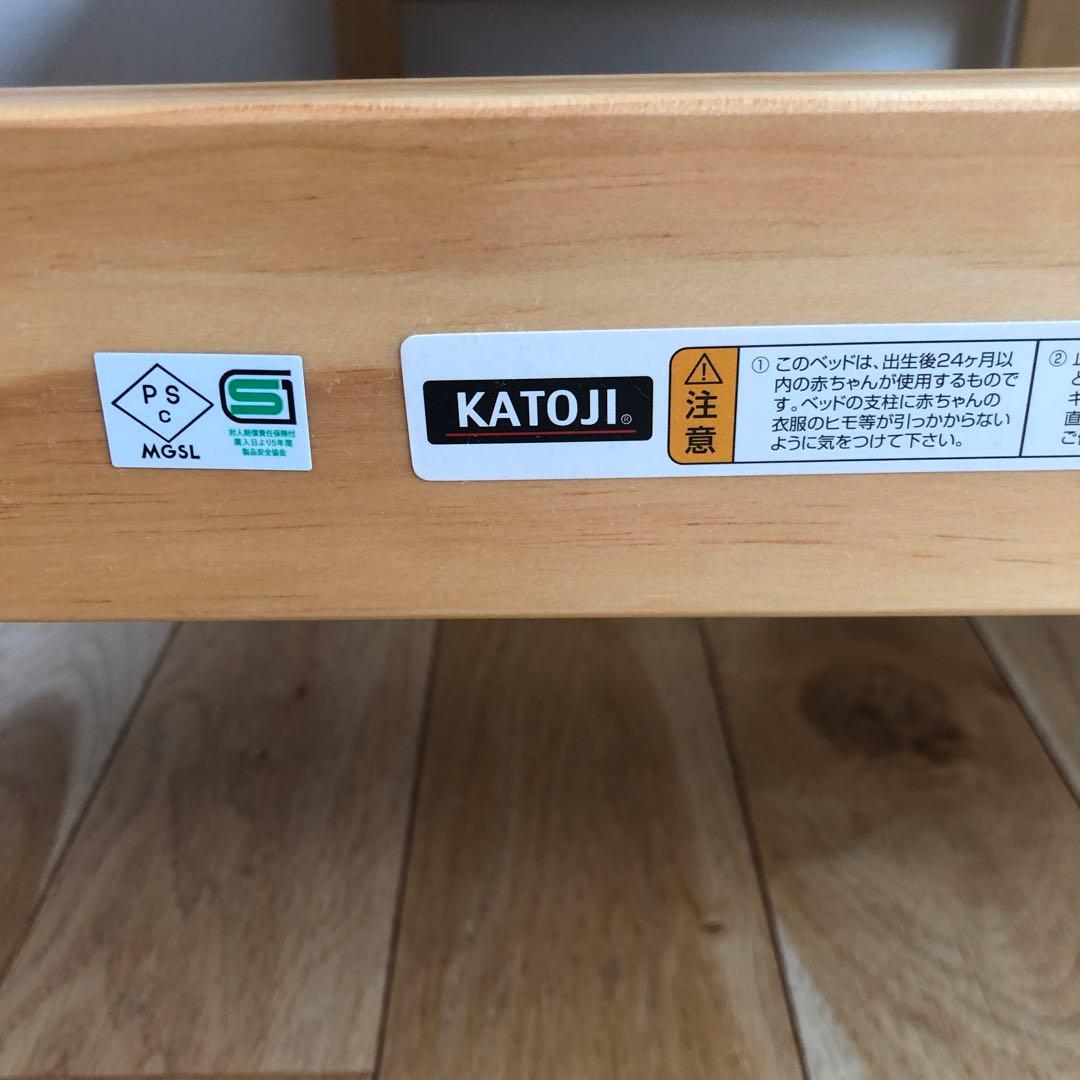 PS
C
MGSL
SG
対人賠償責任保険付
購入日より5年間
製品安全協会
KATOJI®
注意
① このベッドは、出生後24ヶ月以
内の赤ちゃんが使用するもので
す。ベッドの支柱に赤ちゃんの
衣服のヒモ等が引っかからない
ように気をつけて下さい。
②